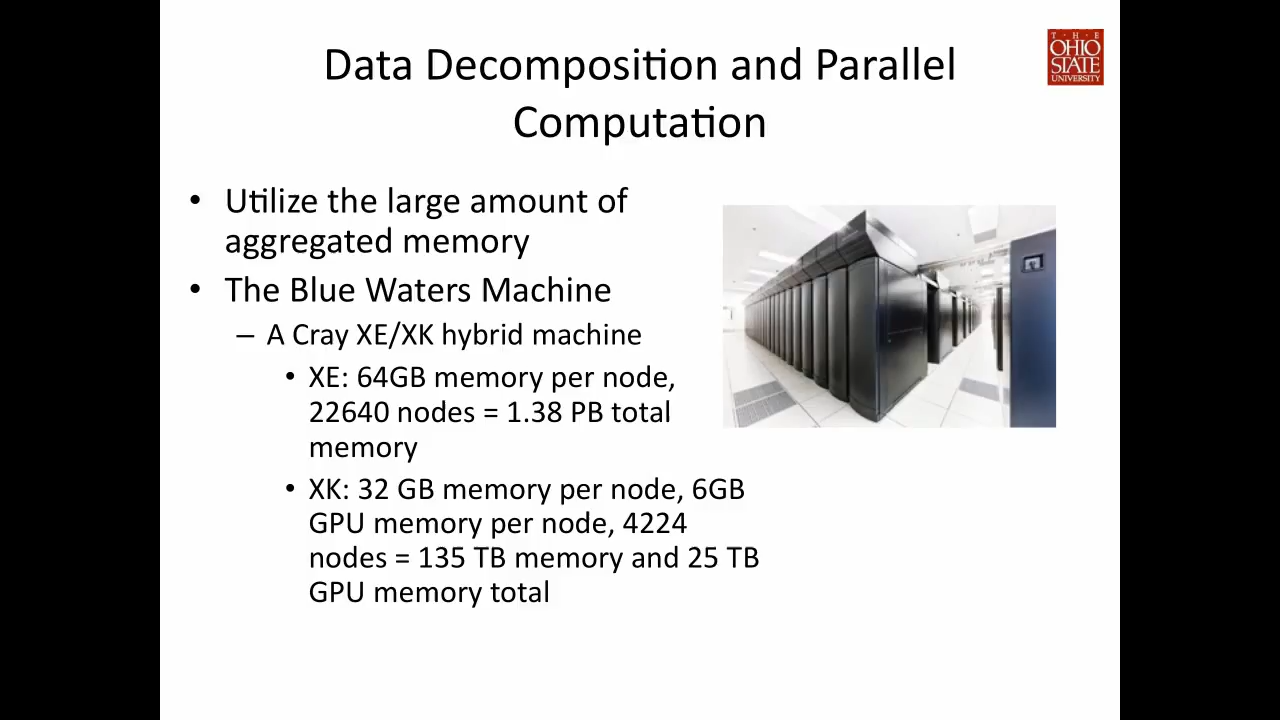 Data Decomposition and Parallel
Computation
THE
OHIO
STATE
UNIVERSITY
• Utilize the large amount of
aggregated memory
• The Blue Waters Machine
– A Cray XE/XK hybrid machine
• XE: 64GB memory per node,
22640 nodes = 1.38 PB total
memory
• XK: 32 GB memory per node, 6GB
GPU memory per node, 4224
nodes = 135 TB memory and 25 TB
GPU memory total